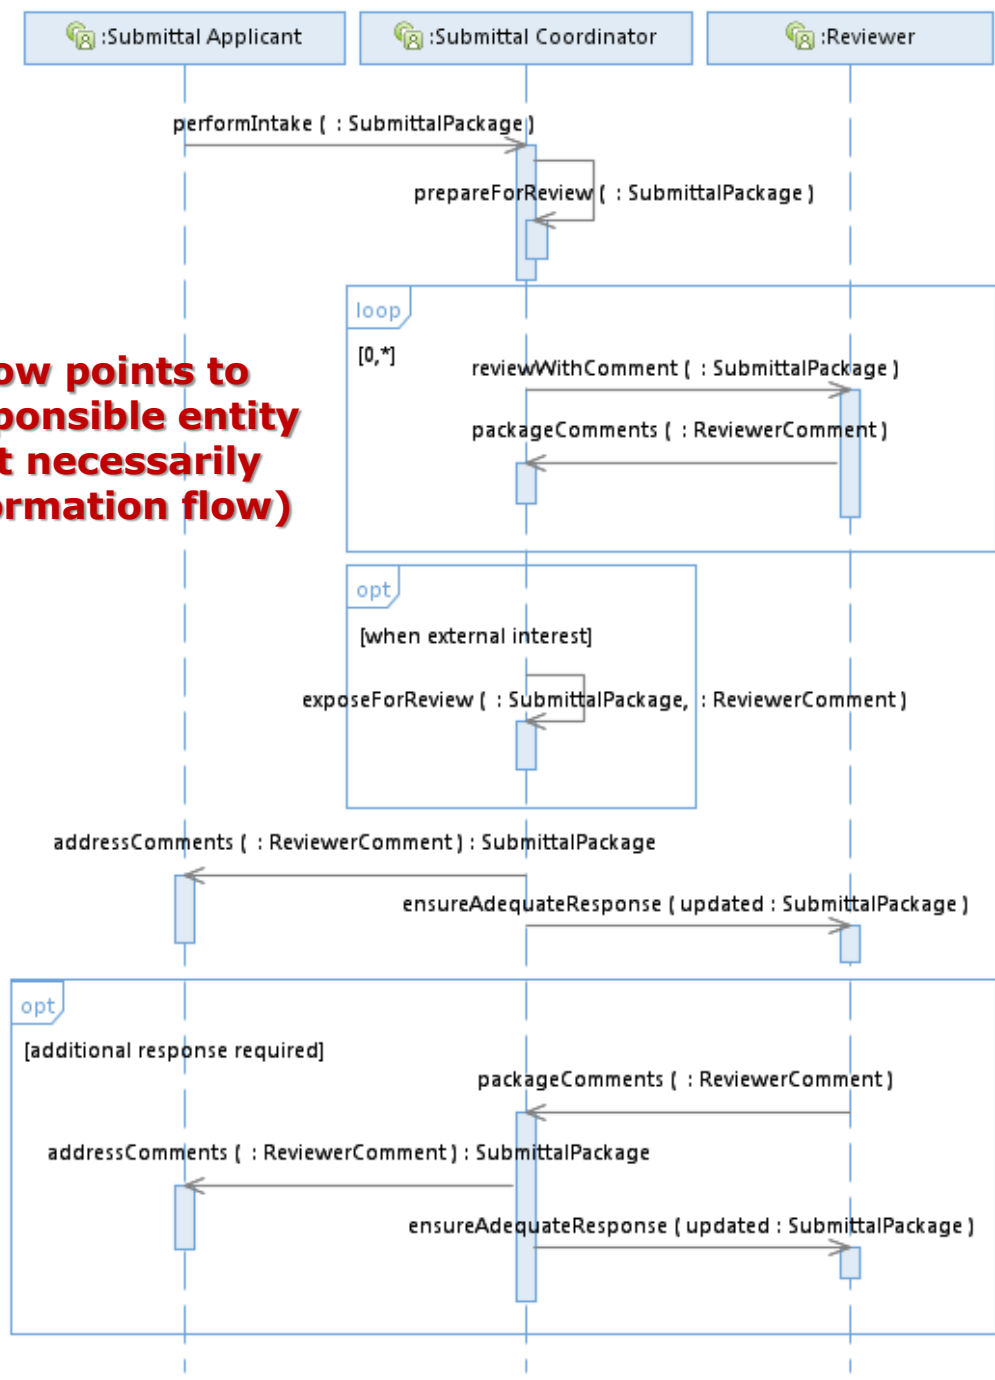 :Submittal Applicant
:Submittal Coordinator
:Reviewer
performIntake ( : SubmittalPackage )
prepareForReview ( : SubmittalPackage )
loop
[0,*]
reviewWithComment ( : SubmittalPackage )
packageComments ( : ReviewerComment )
ow points to
ponsible entity
t necessarily
ormation flow)
opt
[when external interest]
exposeForReview ( : SubmittalPackage, : ReviewerComment )
addressComments ( : ReviewerComment ) : SubmittalPackage
ensureAdequateResponse ( updated : SubmittalPackage )
opt
[additional response required]
packageComments ( : ReviewerComment )
addressComments ( : ReviewerComment ) : SubmittalPackage
ensureAdequateResponse ( updated : SubmittalPackage )